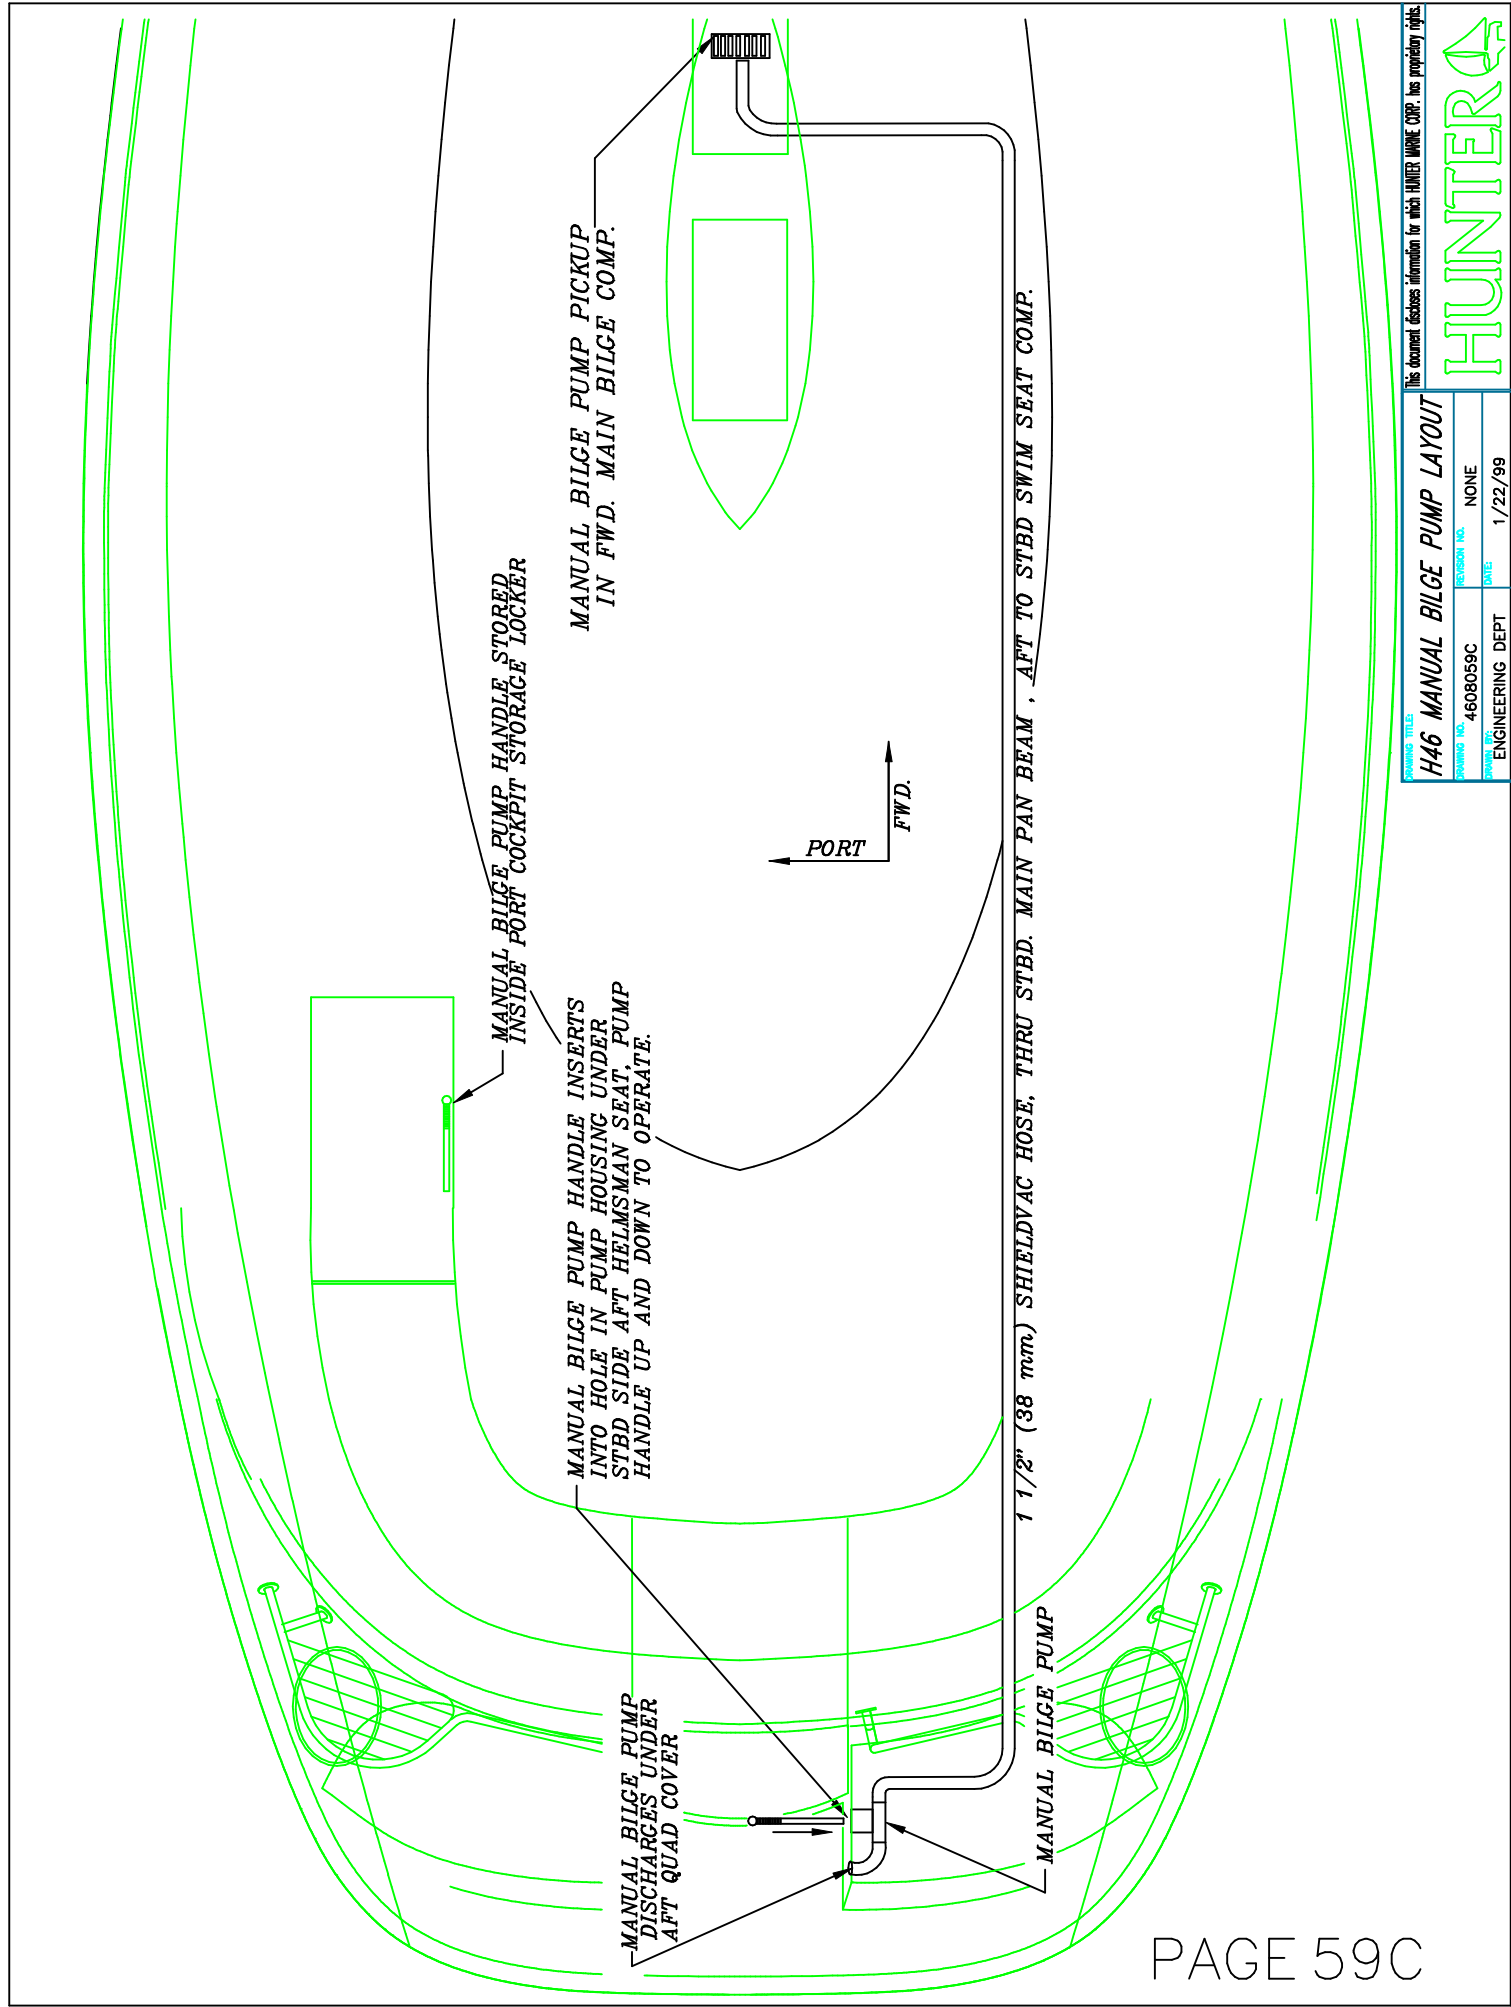 MANUAL BILGE PUMP PICKUP
IN FWD. MAIN BILGE COMP.
MANUAL BILGE PUMP HANDLE STORED
INSIDE PORT COCKPIT STORAGE LOCKER
MANUAL BILGE PUMP HANDLE INSERTS
INTO HOLE IN PUMP HOUSING UNDER
STBD SIDE AFT HELMSMAN SEAT, PUMP
HANDLE UP AND DOWN TO OPERATE.
MANUAL BILGE PUMP
DISCHARGES UNDER
AFT QUAD COVER
PORT
FWD.
1 1/2" (38 mm) SHIELDVAC HOSE, THRU STBD. MAIN PAN BEAM , AFT TO STBD SWIM SEAT COMP.
MANUAL BILGE PUMP
DRAWING TITLE:
H46 MANUAL BILGE PUMP LAYOUT
DRAWING NO.
4608059C
REVISION NO.
NONE
DRAWN BY:
ENGINEERING DEPT
DATE:
1/22/99
This document discloses information for which HUNTER MARINE CORP. has proprietory rights.
HUNTER
PAGE 59C